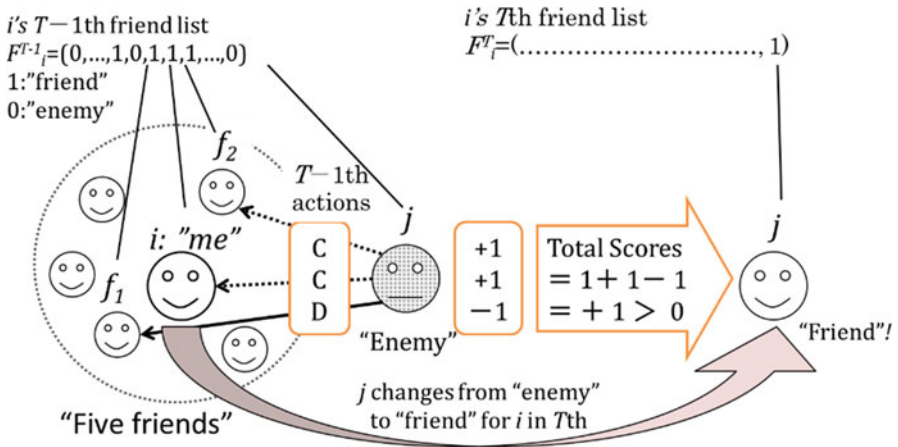 i's T−1th friend list
F^{T-1}_i=(0,...,1,0,1,1,1,...,0)
1:"friend"
0:"enemy"
i's Tth friend list
F^T_i=(.............................., 1)
f_2
T−1th
actions
j
j
i: "me"
f_1
C
C
D
+1
+1
−1
Total Scores
= 1+ 1− 1
= + 1 > 0
"Enemy"
"Friend"!
"Five friends"
j changes from "enemy"
to "friend" for i in Tth